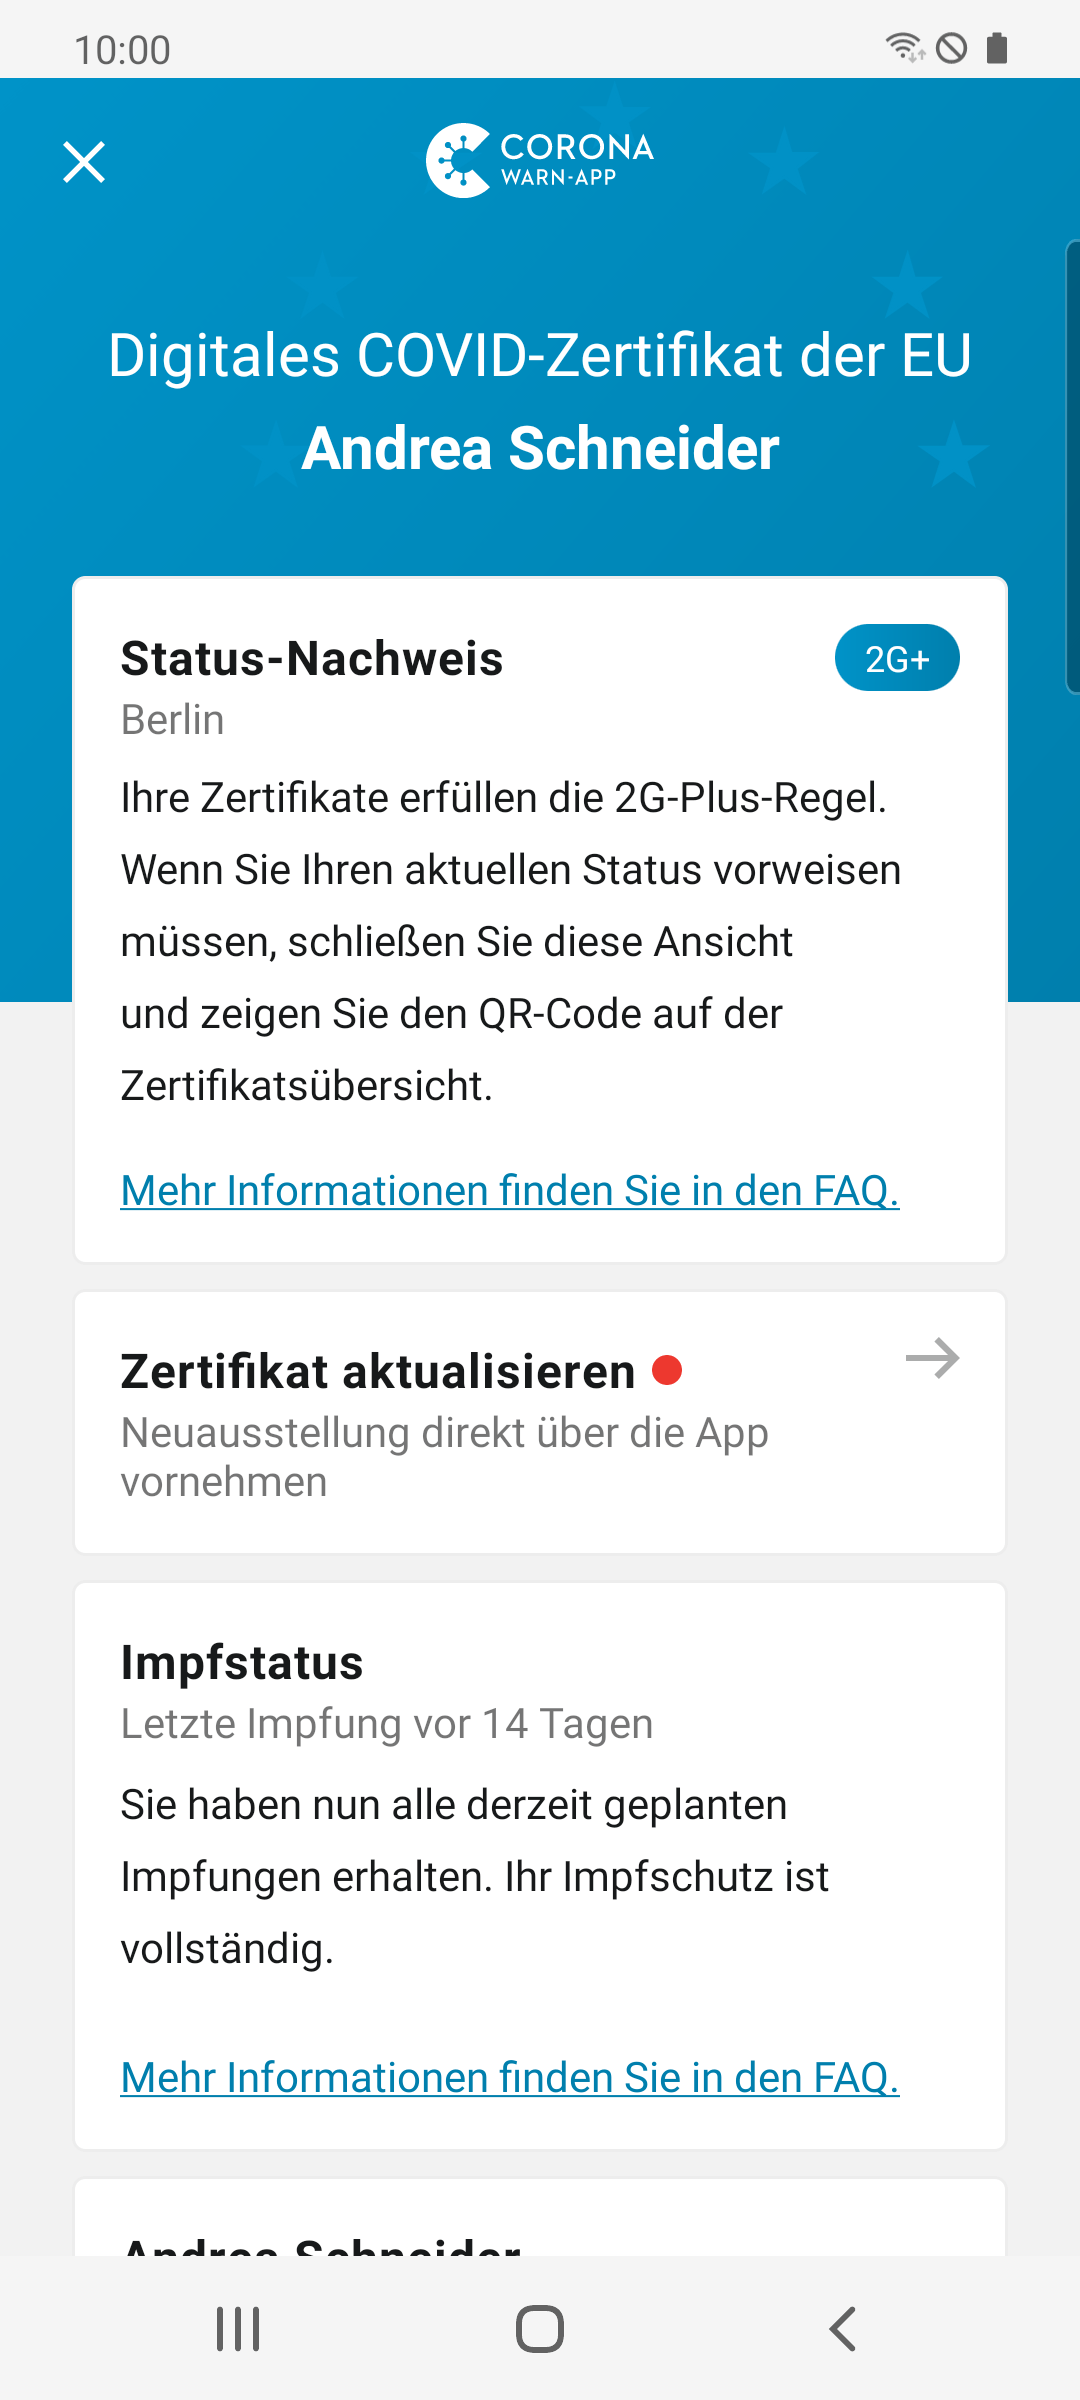 10:00
CORONA
WARN-APP
Digitales COVID-Zertifikat der EU
Andrea Schneider
Status-Nachweis
2G+
Berlin
Ihre Zertifikate erfüllen die 2G-Plus-Regel.
Wenn Sie Ihren aktuellen Status vorweisen
müssen, schließen Sie diese Ansicht
und zeigen Sie den QR-Code auf der
Zertifikatsübersicht.
Mehr Informationen finden Sie in den FAQ.
Zertifikat aktualisieren
Neuausstellung direkt über die App
vornehmen
Impfstatus
Letzte Impfung vor 14 Tagen
Sie haben nun alle derzeit geplanten
Impfungen erhalten. Ihr Impfschutz ist
vollständig.
Mehr Informationen finden Sie in den FAQ.
Andrea Schneider